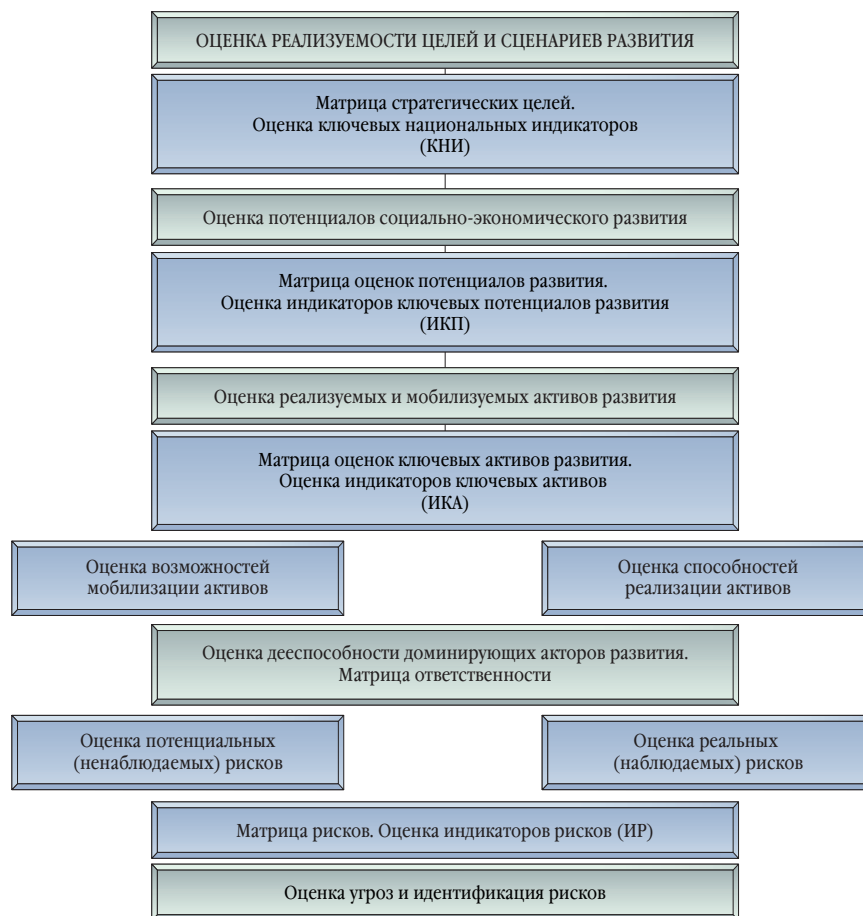 ОЦЕНКА РЕАЛИЗУЕМОСТИ ЦЕЛЕЙ И СЦЕНАРИЕВ РАЗВИТИЯ
Матрица стратегических целей.
Оценка ключевых национальных индикаторов
(КНИ)
Оценка потенциалов социально-экономического развития
Матрица оценок потенциалов развития.
Оценка индикаторов ключевых потенциалов развития
(ИКП)
Оценка реализуемых и мобилизуемых активов развития
Матрица оценок ключевых активов развития.
Оценка индикаторов ключевых активов
(ИКА)
Оценка возможностей
мобилизации активов
Оценка способностей
реализации активов
Оценка дееспособности доминирующих акторов развития.
Матрица ответственности
Оценка потенциальных
(ненаблюдаемых) рисков
Оценка реальных
(наблюдаемых) рисков
Матрица рисков. Оценка индикаторов рисков (ИР)
Оценка угроз и идентификация рисков